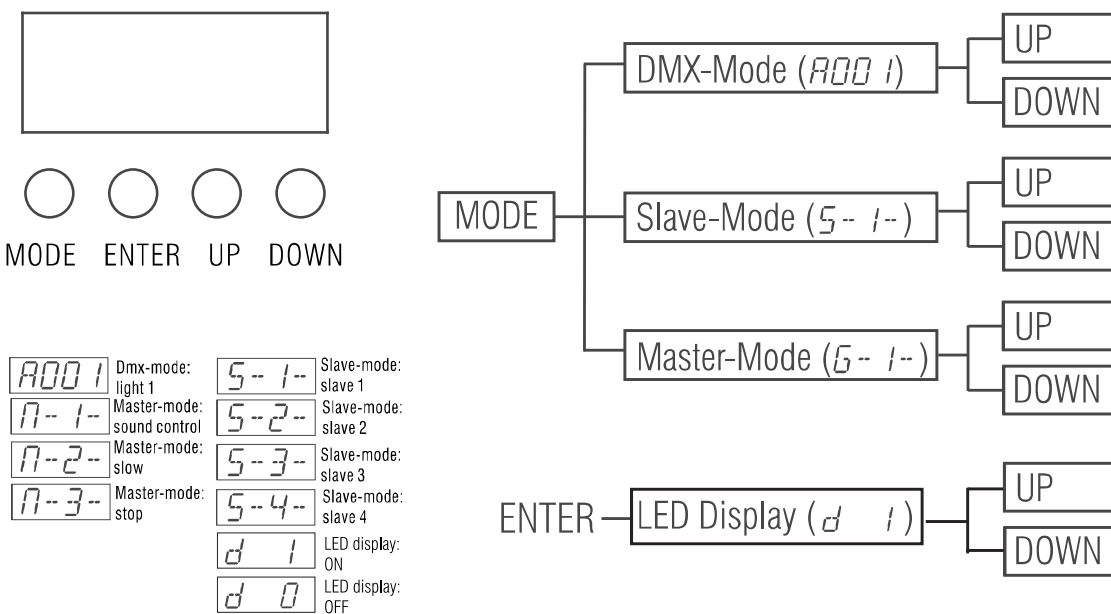 MODE ENTER UP DOWN
A001 Dmx-mode:
light 1
n-1- Master-mode:
sound control
n-2- Master-mode:
slow
n-3- Master-mode:
stop
S-1- Slave-mode:
slave 1
S-2- Slave-mode:
slave 2
S-3- Slave-mode:
slave 3
S-4- Slave-mode:
slave 4
d 1 LED display:
ON
d 0 LED display:
OFF
MODE
DMX-Mode (A001)
UP
DOWN
Slave-Mode (S-1-)
UP
DOWN
Master-Mode (G-1-)
UP
DOWN
ENTER
LED Display (d 1)
UP
DOWN